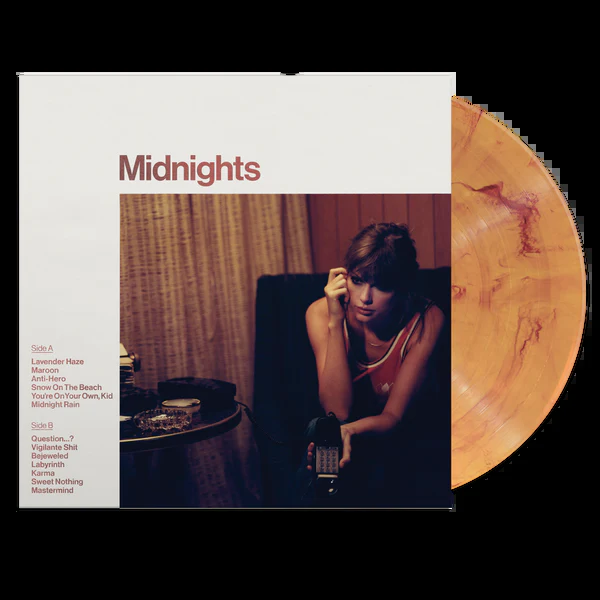 Midnights
Side A
Lavender Haze
Maroon
Anti-Hero
Snow On The Beach
You're On Your Own, Kid
Midnight Rain
Side B
Question...?
Vigilante Shit
Bejeweled
Labyrinth
Karma
Sweet Nothing
Mastermind